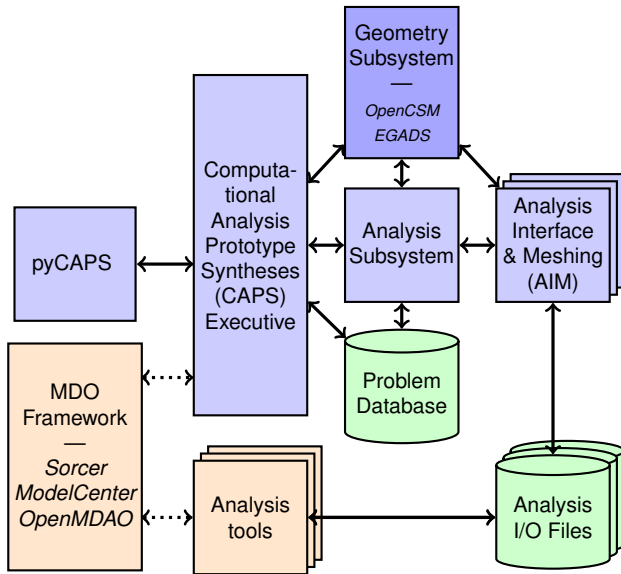 Geometry
Subsystem
—
OpenCSM
EGADS
Computa-
tional
Analysis
Prototype
Syntheses
(CAPS)
Executive
pyCAPS
Analysis
Subsystem
Analysis
Interface
& Meshing
(AIM)
Problem
Database
MDO
Framework
—
Sorcer
ModelCenter
OpenMDAO
Analysis
tools
Analysis
I/O Files